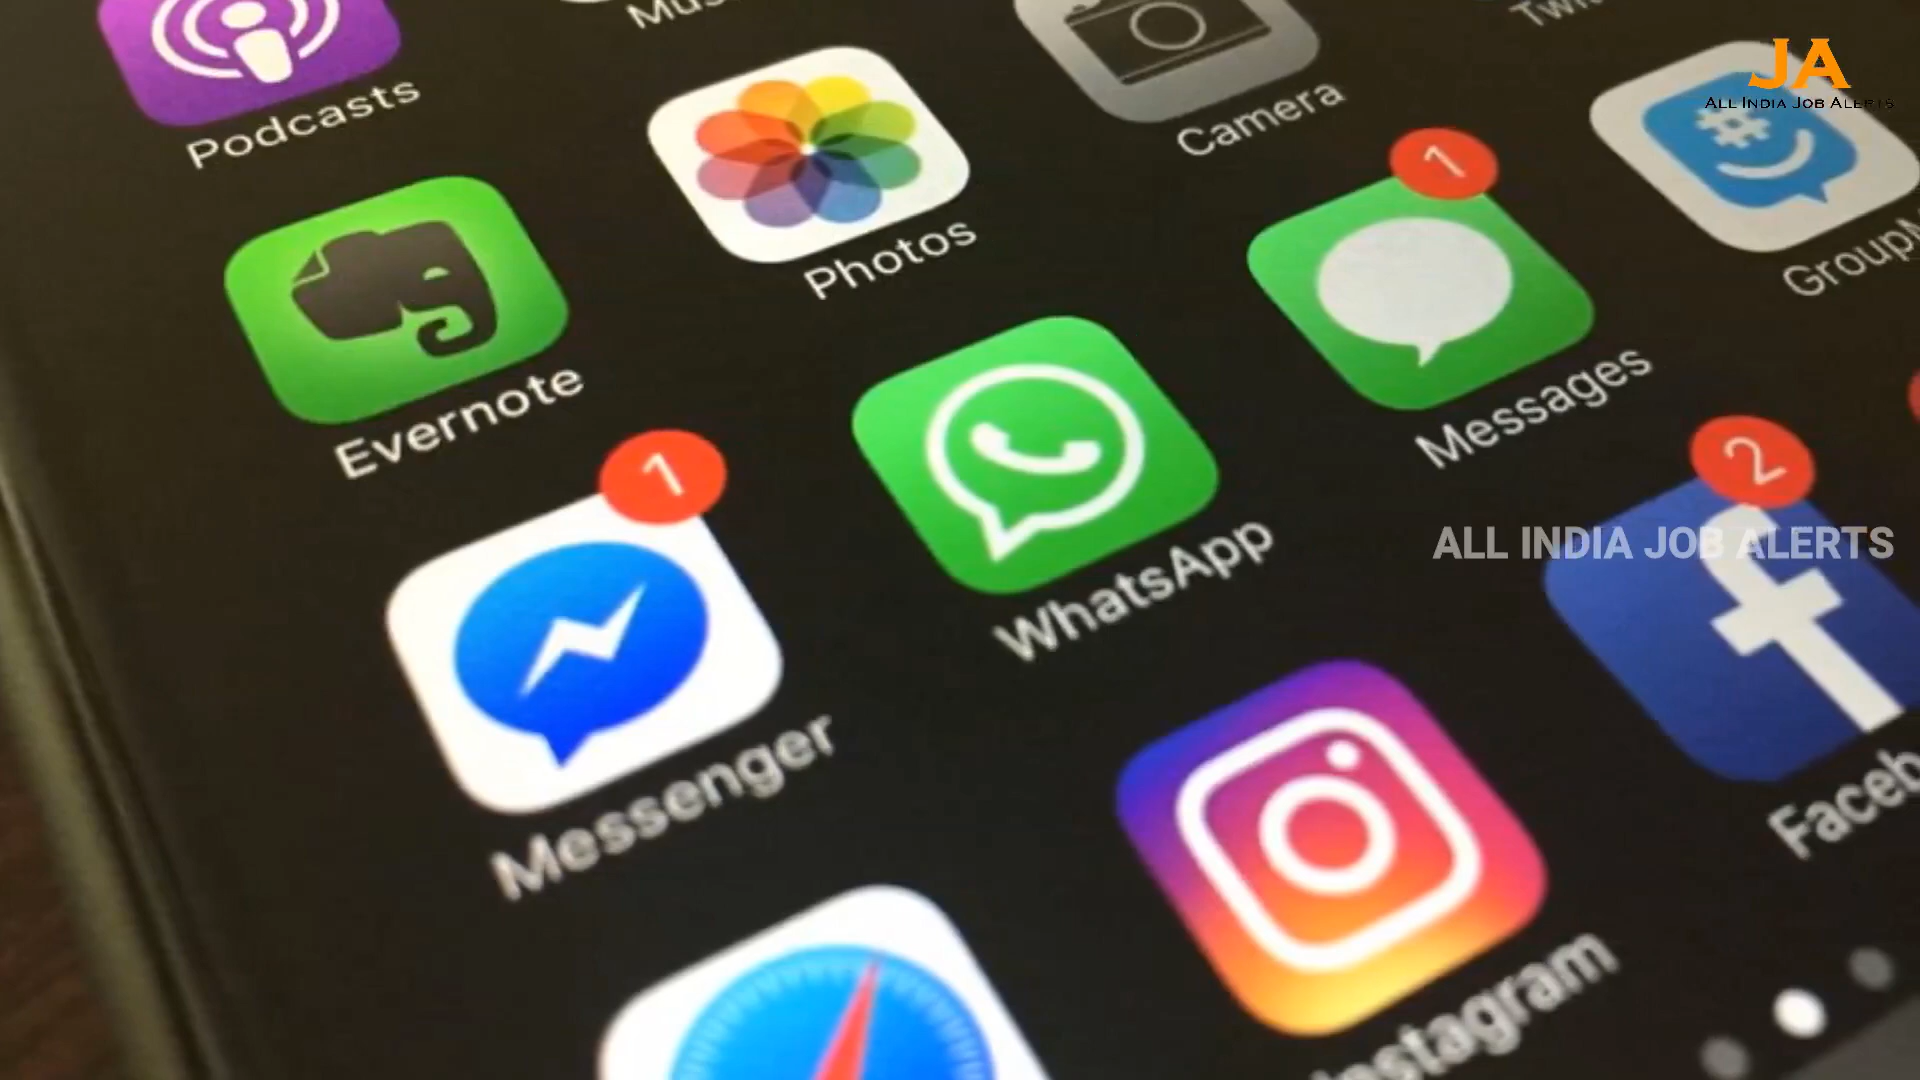 Podcasts
Photos
Camera
JA
ALL INDIA JOB ALERTS
Evernote
1
Messages
1
WhatsApp
2
ALL INDIA JOB ALERTS
Messenger
1